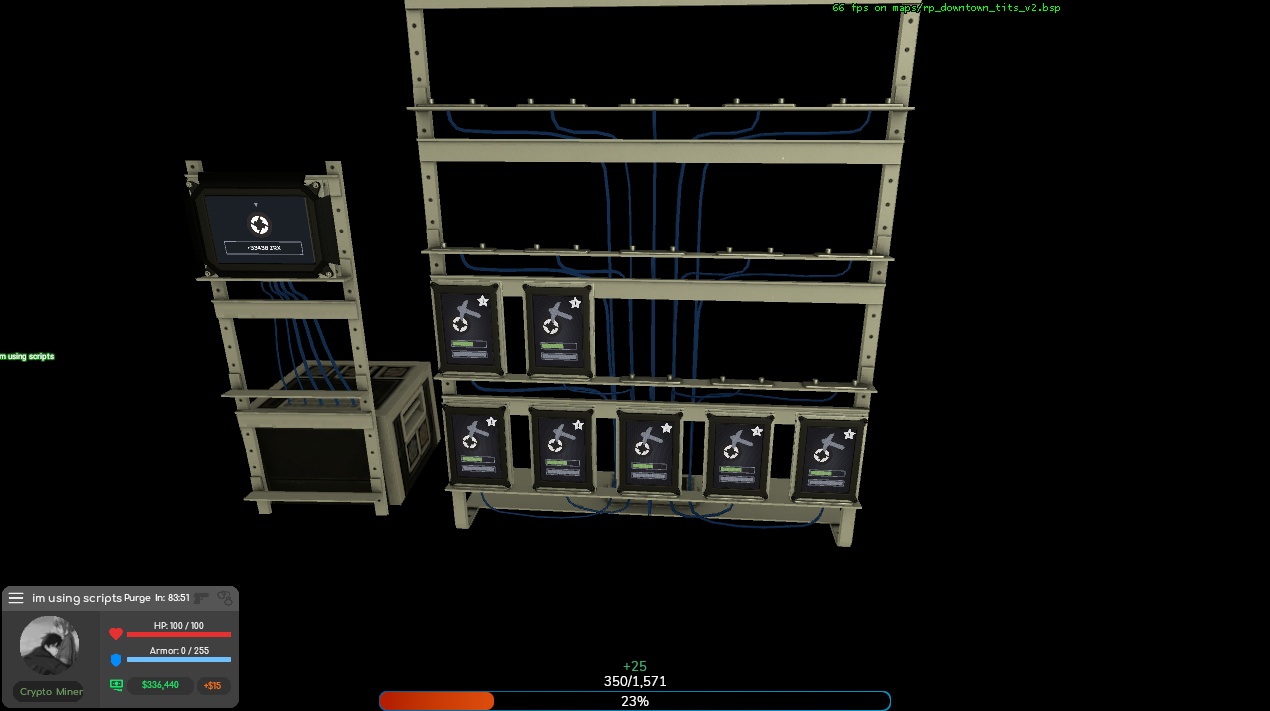 66 fps on maps/rp_downtown_tits_v2.bsp
m using scripts
im using scripts Purge In: 83:51
HP: 100 / 100
Armor: 0 / 255
$336,440 +$15
Crypto Miner
+25
350/1,571
23%